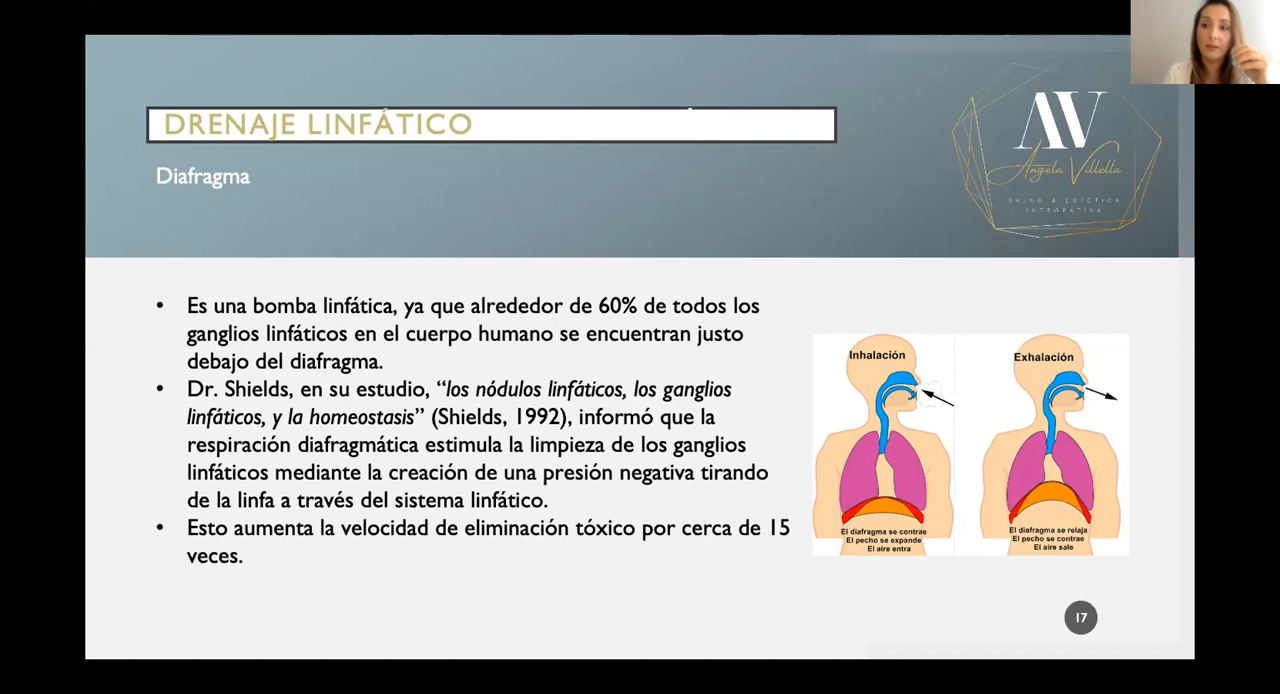 DRENAJE LINFÁTICO
Diafragma
AV
Angela Villella
SALUD & ESTÉTICA
INTEGRATIVA
• Es una bomba linfática, ya que alrededor de 60% de todos los
ganglios linfáticos en el cuerpo humano se encuentran justo
debajo del diafragma.
• Dr. Shields, en su estudio, “los nódulos linfáticos, los ganglios
linfáticos, y la homeostasis” (Shields, 1992), informó que la
respiración diafragmática estimula la limpieza de los ganglios
linfáticos mediante la creación de una presión negativa tirando
de la linfa a través del sistema linfático.
• Esto aumenta la velocidad de eliminación tóxico por cerca de 15
veces.
Inhalación
El diafragma se contrae
El pecho se expande
El aire entra
Exhalación
El diafragma se relaja
El pecho se contrae
El aire sale
17